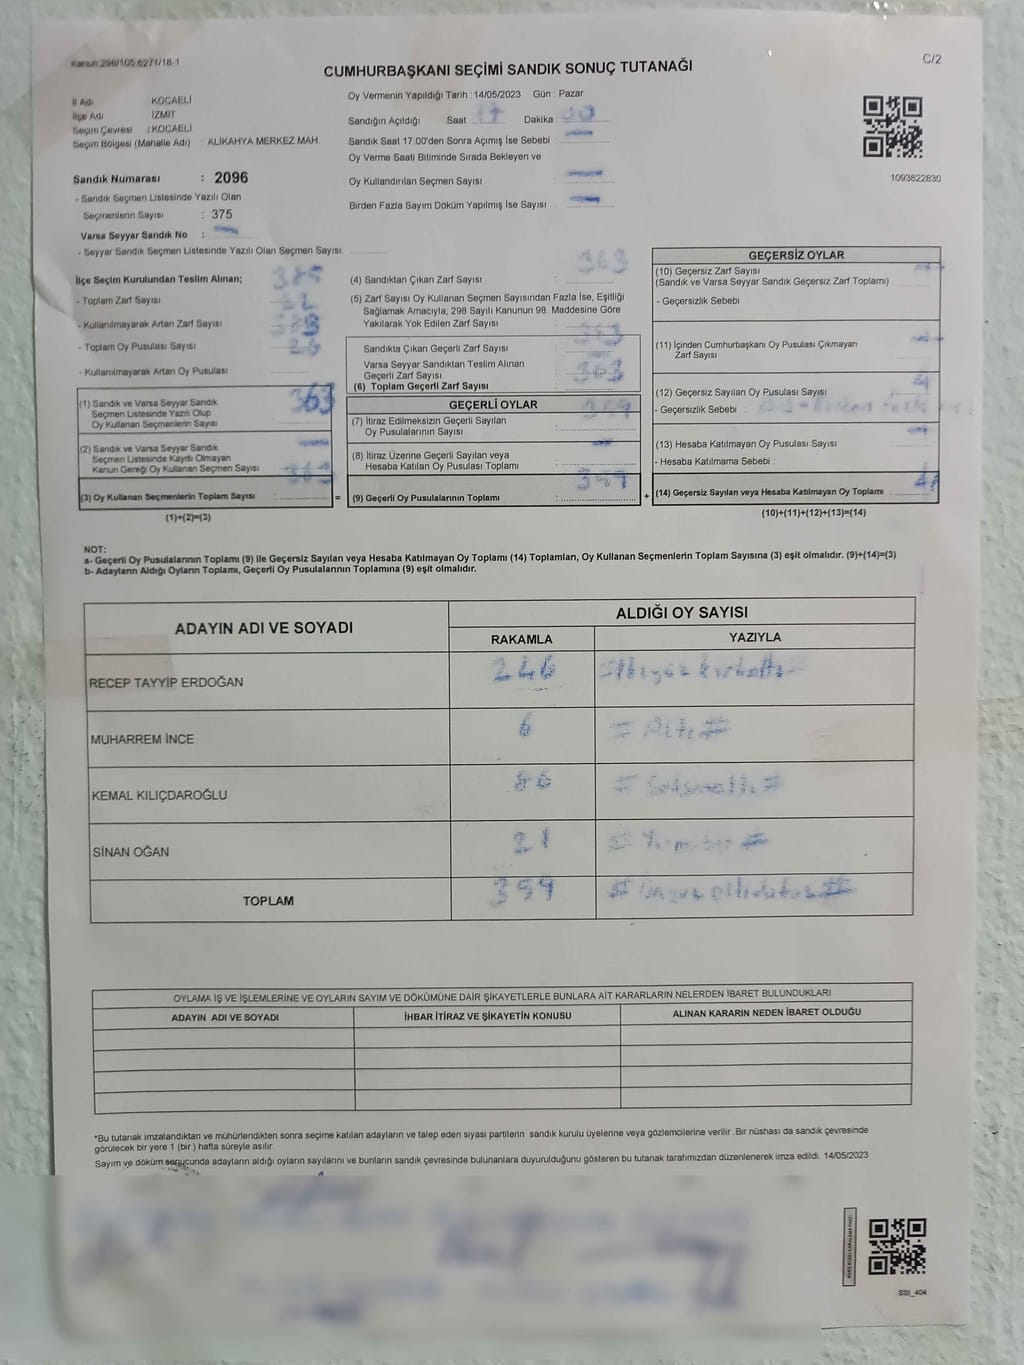 Kanun:298/105,6271/18-1
C/2
CUMHURBAŞKANI SEÇİMİ SANDIK SONUÇ TUTANAĞI
İl Adı KOCAELİ
İlçe Adı İZMİT
Seçim Çevresi : KOCAELİ
Seçim Bölgesi (Mahalle Adı) : ALİKAHYA MERKEZ MAH.
Sandık Numarası : 2096
- Sandık Seçmen Listesinde Yazılı Olan
Seçmenlerin Sayısı : 375
Varsa Seyyar Sandık No :
- Seyyar Sandık Seçmen Listesinde Yazılı Olan Seçmen Sayısı:
Oy Vermenin Yapıldığı Tarih : 14/05/2023 Gün : Pazar
Sandığın Açıldığı Saat 17 Dakika : 00
Sandık Saat 17.00'den Sonra Açımış İse Sebebi :
Oy Verme Saati Bitiminde Sırada Bekleyen ve
Oy Kullandırılan Seçmen Sayısı :
Birden Fazla Sayım Döküm Yapılmış İse Sayısı :
1093822830
İlçe Seçim Kurulundan Teslim Alınan;
- Toplam Zarf Sayısı 385
- Kullanılmayarak Artan Zarf Sayısı 22
- Toplam Oy Pusulası Sayısı
- Kullanılmayarak Artan Oy Pusulası
(1) Sandık ve Varsa Seyyar Sandık 363
Seçmen Listesinde Yazılı Olup
Oy Kullanan Seçmenlerin Sayısı
(2) Sandık ve Varsa Seyyar Sandık
Seçmen Listesinde Kayıtlı Olmayan
Kanun Gereği Oy Kullanan Seçmen Sayısı
(3) Oy Kullanan Seçmenlerin Toplam Sayısı : 363 =
(1)+(2)=(3)
(4) Sandıktan Çıkan Zarf Sayısı : 363
(5) Zarf Sayısı Oy Kullanan Seçmen Sayısından Fazla İse, Eşitliği
Sağlamak Amacıyla, 298 Sayılı Kanunun 98. Maddesine Göre
Yakılarak Yok Edilen Zarf Sayısı :
Sandıkta Çıkan Geçerli Zarf Sayısı : 363
Varsa Seyyar Sandıktan Teslim Alınan
Geçerli Zarf Sayısı :
(6) Toplam Geçerli Zarf Sayısı : 363
GEÇERLİ OYLAR
(7) İtiraz Edilmeksizin Geçerli Sayılan 359
Oy Pusulalarının Sayısı :
(8) İtiraz Üzerine Geçerli Sayılan veya
Hesaba Katılan Oy Pusulası Toplamı :
(9) Geçerli Oy Pusulalarının Toplamı : 359 +
GEÇERSİZ OYLAR
(10) Geçersiz Zarf Sayısı
(Sandık ve Varsa Seyyar Sandık Geçersiz Zarf Toplamı) :
- Geçersizlik Sebebi
(11) İçinden Cumhurbaşkanı Oy Pusulası Çıkmayan
Zarf Sayısı :
(12) Geçersiz Sayılan Oy Pusulası Sayısı : 4
- Geçersizlik Sebebi :
(13) Hesaba Katılmayan Oy Pusulası Sayısı :
- Hesaba Katılmama Sebebi :
(14) Geçersiz Sayılan veya Hesaba Katılmayan Oy Toplamı : 4
(10)+(11)+(12)+(13)=(14)
NOT:
a- Geçerli Oy Pusulalarının Toplamı (9) ile Geçersiz Sayılan veya Hesaba Katılmayan Oy Toplamı (14) Toplamları, Oy Kullanan Seçmenlerin Toplam Sayısına (3) eşit olmalıdır. (9)+(14)=(3)
b- Adayların Aldığı Oyların Toplamı, Geçerli Oy Pusulalarının Toplamına (9) eşit olmalıdır.
ADAYIN ADI VE SOYADI
ALDIĞI OY SAYISI
RAKAMLA YAZIYLA
RECEP TAYYİP ERDOĞAN 246 #İkiyüz kırkaltı#
MUHARREM İNCE 6 # Altı #
KEMAL KILIÇDAROĞLU 86 # Seksenaltı #
SİNAN OĞAN 21 # Yirmibir #
TOPLAM 359 # Üçyüz ellidokuz #
OYLAMA İŞ VE İŞLEMLERİNE VE OYLARIN SAYIM VE DÖKÜMÜNE DAİR ŞİKAYETLERLE BUNLARA AİT KARARLARIN NELERDEN İBARET BULUNDUKLARI
ADAYIN ADI VE SOYADI İHBAR İTİRAZ VE ŞİKAYETİN KONUSU ALINAN KARARIN NEDEN İBARET OLDUĞU
*Bu tutanak imzalandıktan ve mühürlendikten sonra seçime katılan adayların ve talep eden siyasi partilerin sandık kurulu üyelerine veya gözlemcilerine verilir. Bir nüshası da sandık çevresinde
görülecek bir yere 1 (bir ) hafta süreyle asılır.
Sayım ve döküm sonucunda adayların aldığı oyların sayılarını ve bunların sandık çevresinde bulunanlara duyurulduğunu gösteren bu tutanak tarafımızdan düzenlenerek imza edildi. 14/05/2023
SSI_404